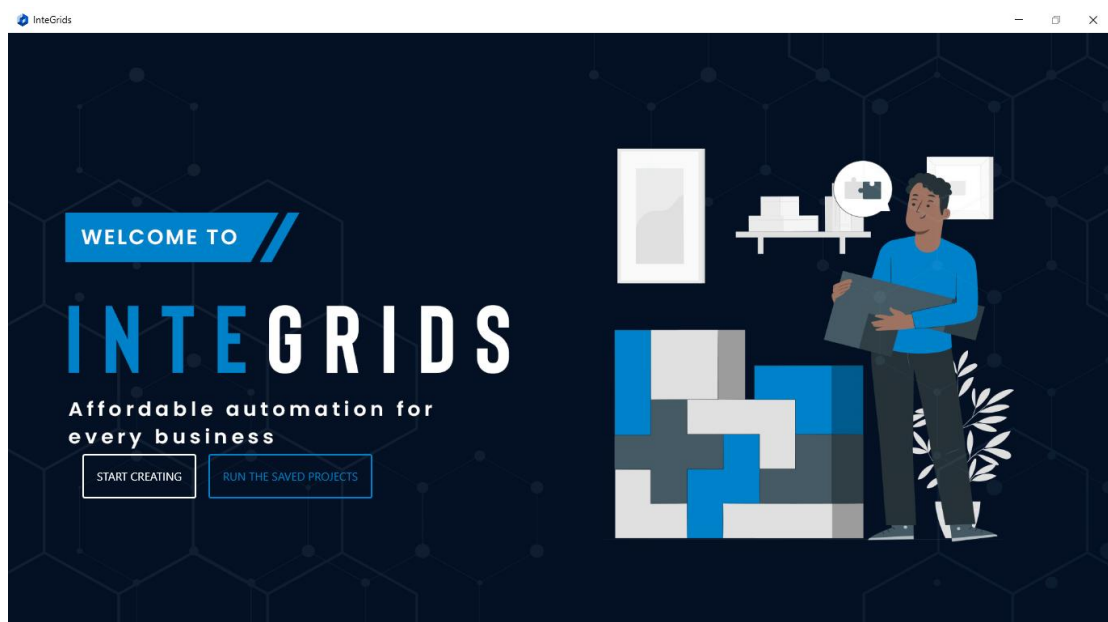 InteGrids
WELCOME TO
INTEGRIDS
Affordable automation for
every business
START CREATING
RUN THE SAVED PROJECTS